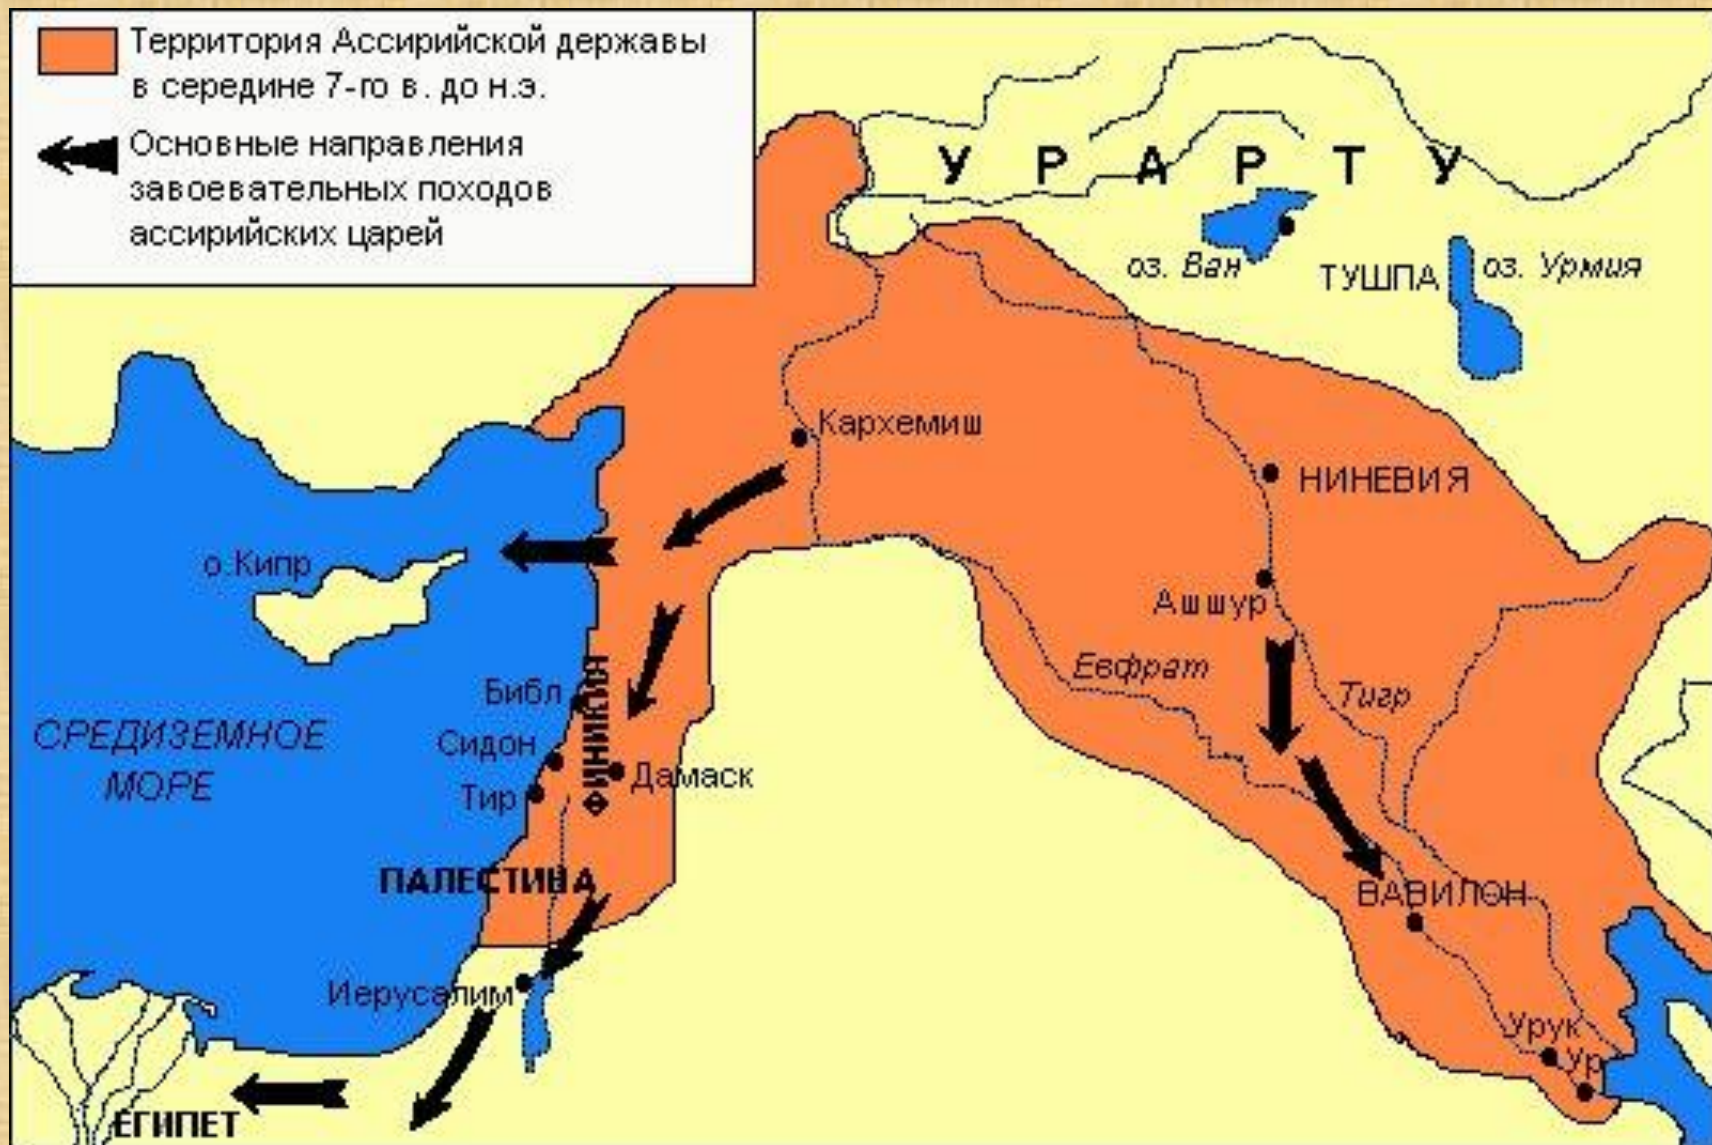 Территория Ассирийской державы
в середине 7-го в. до н.э.
Основные направления
завоевательных походов
ассирийских царей
УРАРТУ
оз. Ван
ТУШПА
оз. Урмия
Кархемиш
НИНЕВИЯ
о.Кипр
Ашшур
Евфрат
Тигр
Библ
ФИНИКИЯ
СРЕДИЗЕМНОЕ
МОРЕ
Сидон
Дамаск
Тир
ПАЛЕСТИНА
ВАВИЛОН
Иерусалим
Урук
Ур
ЕГИПЕТ